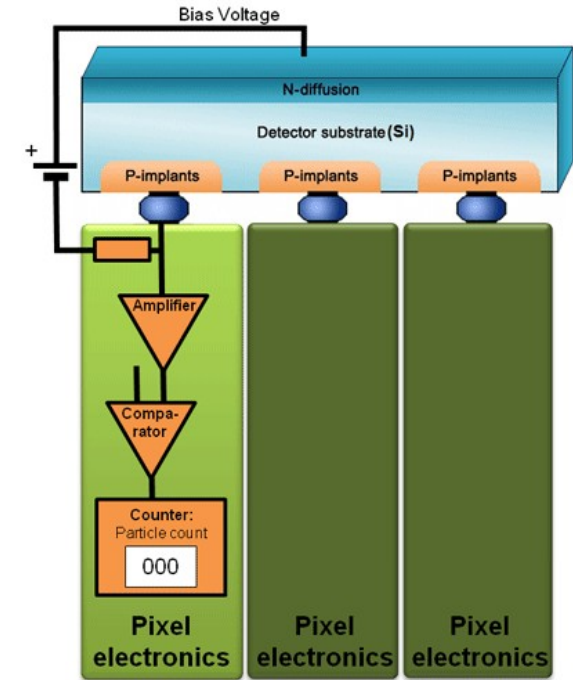 Bias Voltage
N-diffusion
Detector substrate(Si)
+
P-implants
P-implants
P-implants
Amplifier
Compa-
rator
Counter:
Particle count
000
Pixel
electronics
Pixel
electronics
Pixel
electronics